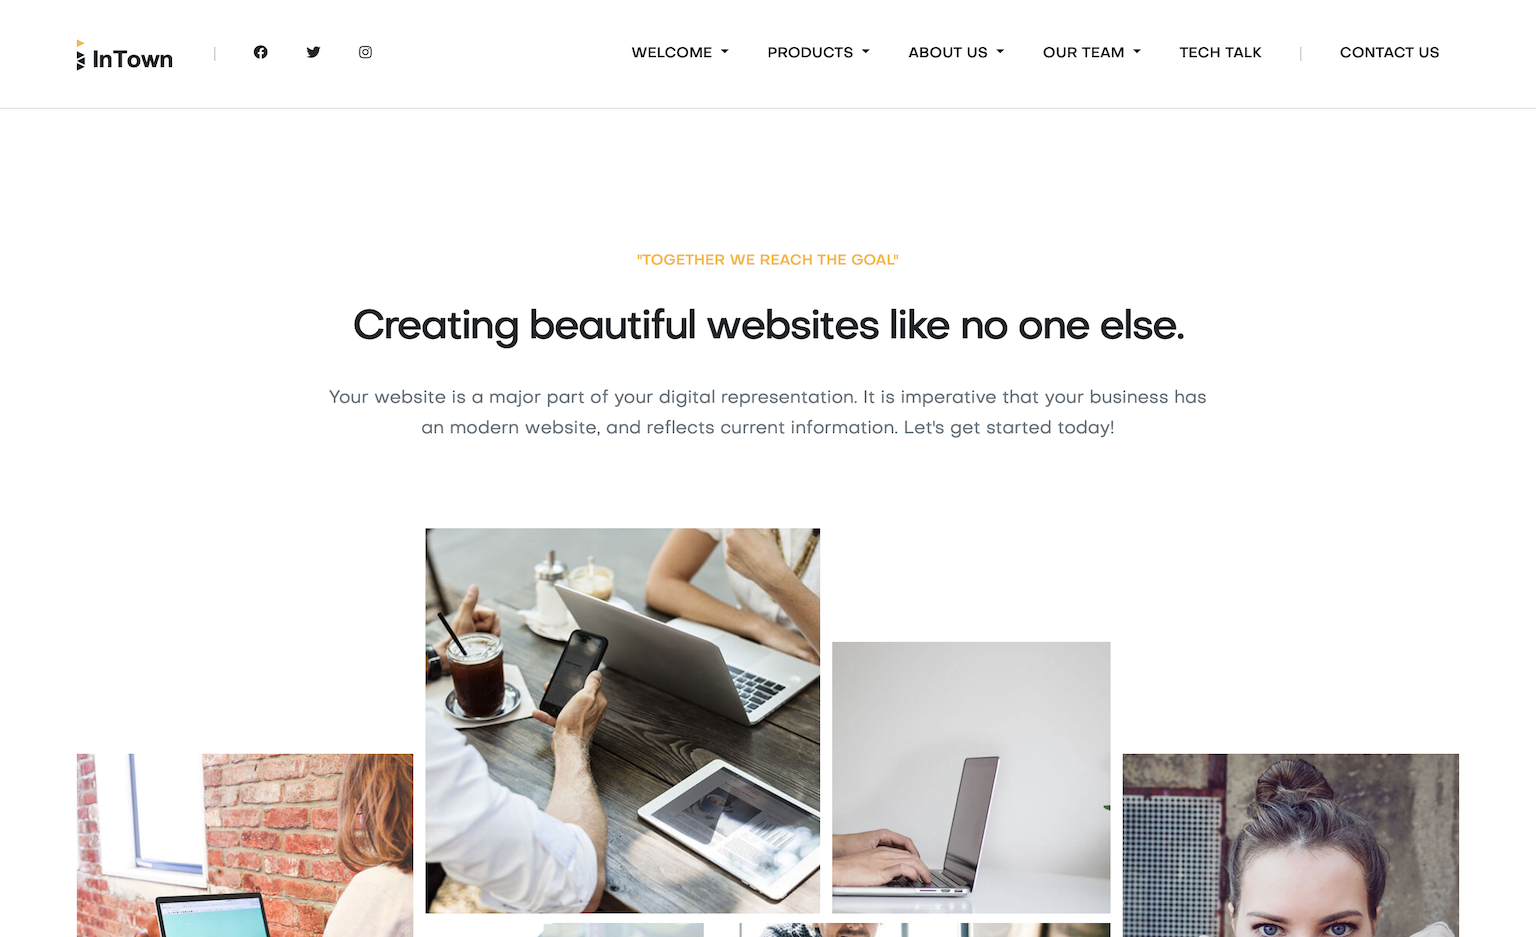 InTown
WELCOME
PRODUCTS
ABOUT US
OUR TEAM
TECH TALK
CONTACT US
"TOGETHER WE REACH THE GOAL"
Creating beautiful websites like no one else.
Your website is a major part of your digital representation. It is imperative that your business has
an modern website, and reflects current information. Let's get started today!